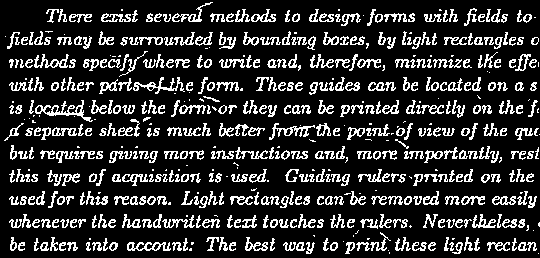 There exist several methods to design forms with fields to
fields may be surrounded by bounding boxes, by light rectangles o
methods specify where to write and, therefore, minimize the effe
with other parts of the form. These guides can be located on a s
is located below the form or they can be printed directly on the f
a separate sheet is much better from the point of view of the qua
but requires giving more instructions and, more importantly, rest
this type of acquisition is used. Guiding rulers printed on the
used for this reason. Light rectangles can be removed more easily
whenever the handwritten text touches the rulers. Nevertheless,
be taken into account: The best way to print these light rectan